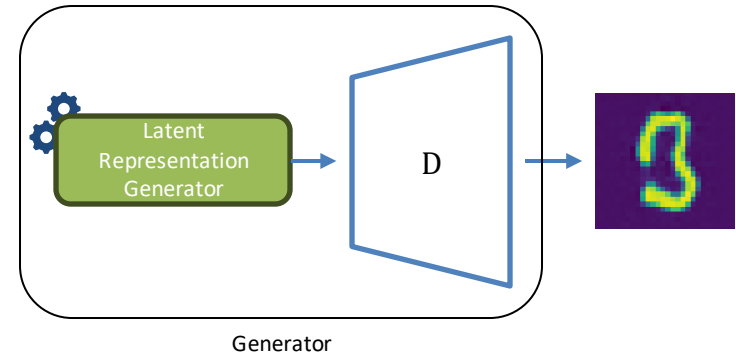 Latent
Representation
Generator
D
Generator